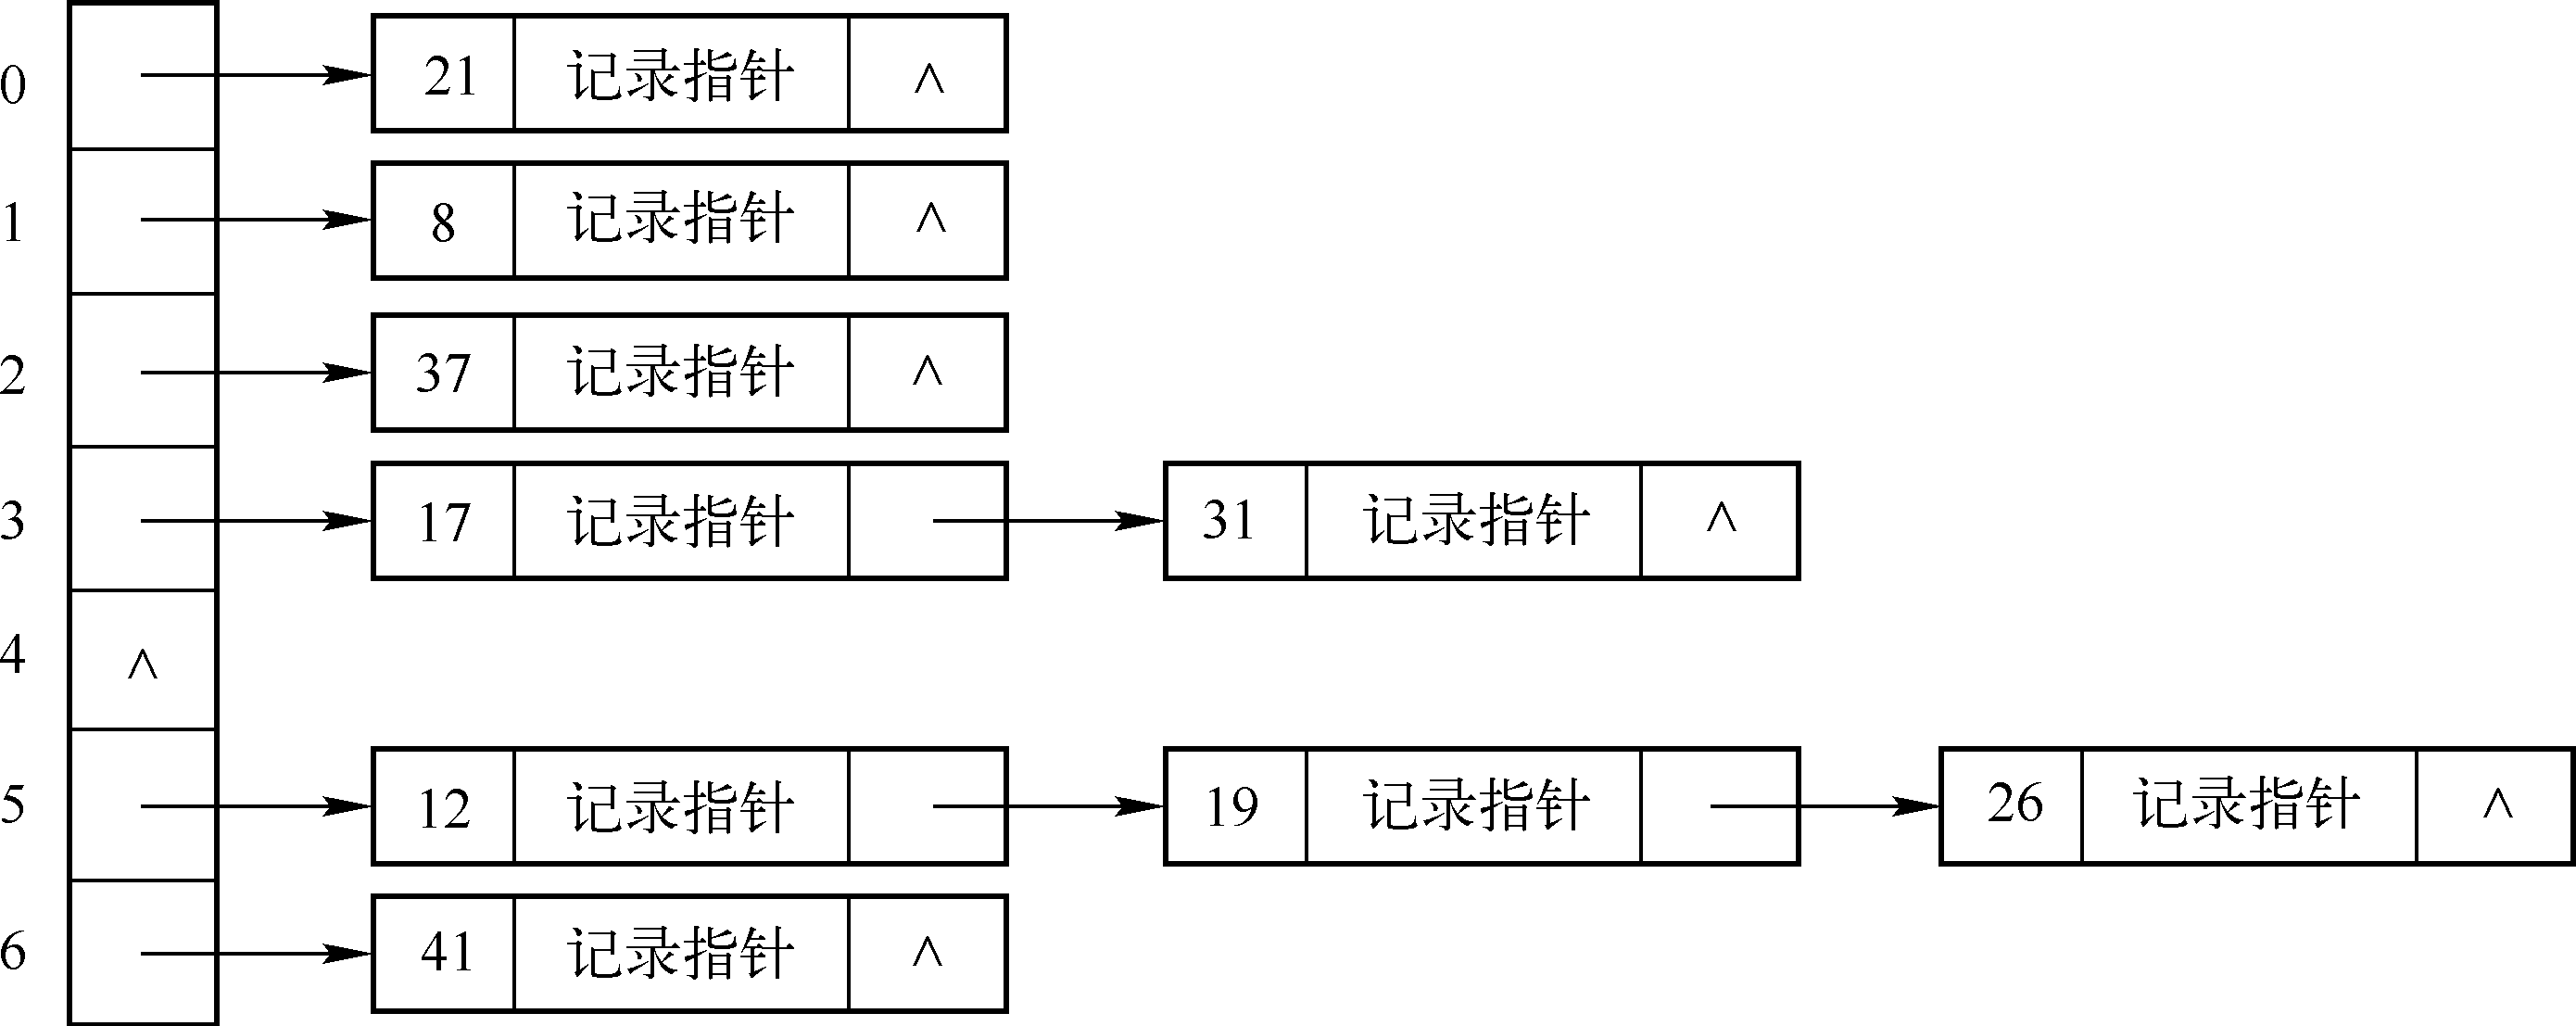 0 21 记录指针 ^
1 8 记录指针 ^
2 37 记录指针 ^
3 17 记录指针 31 记录指针 ^
4 ^
5 12 记录指针 19 记录指针 26 记录指针 ^
6 41 记录指针 ^